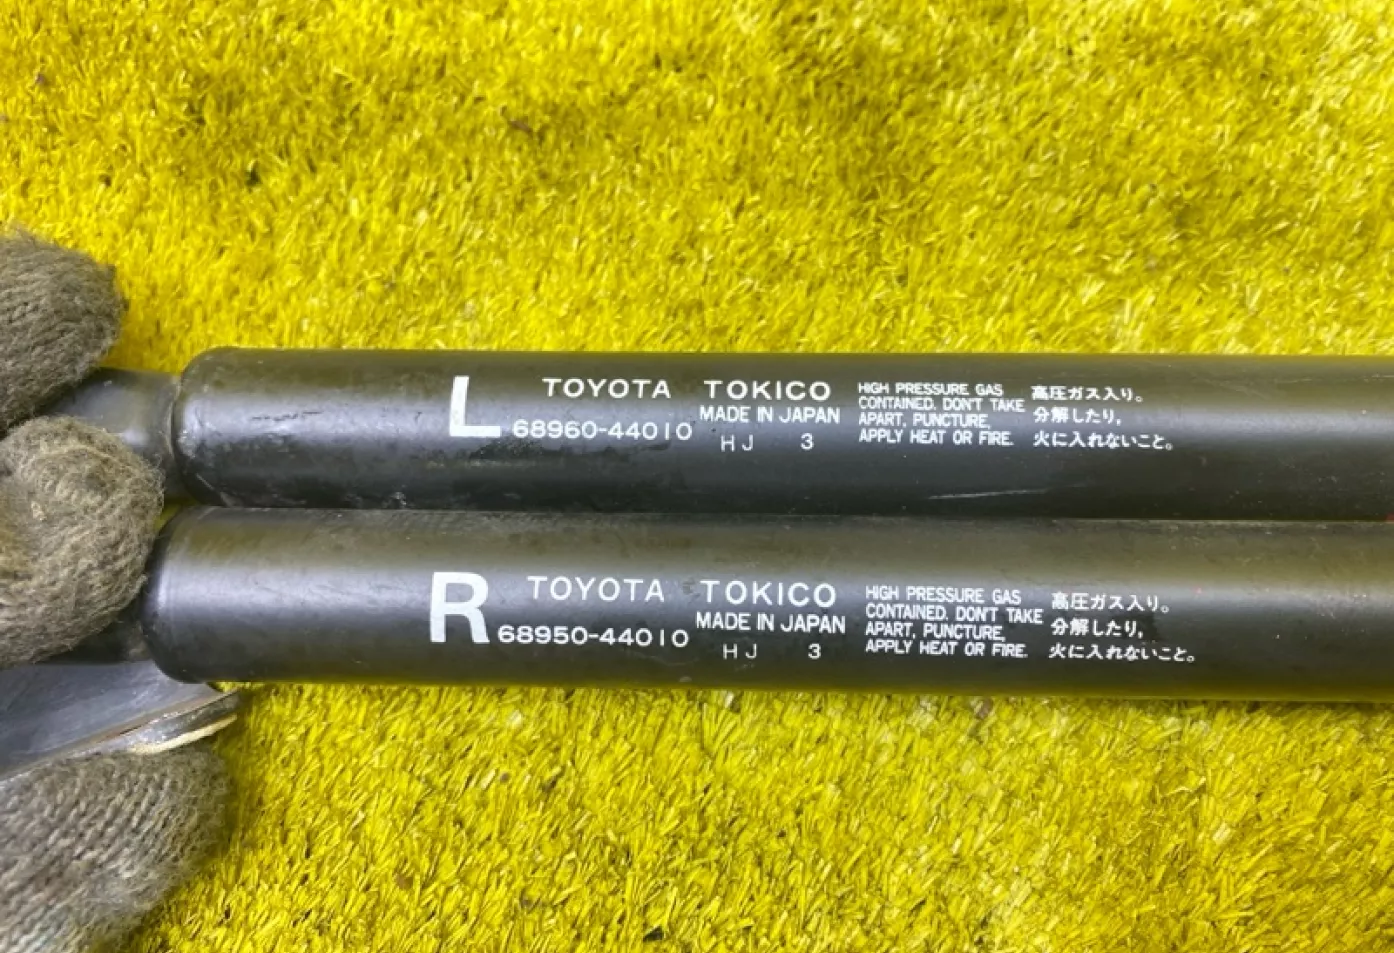 L
TOYOTA
68960-44010
TOKICO
MADE IN JAPAN
HJ 3
HIGH PRESSURE GAS
CONTAINED. DON'T TAKE
APART, PUNCTURE,
APPLY HEAT OR FIRE.
高圧ガス入り。
分解したり,
火に入れないこと。
R
TOYOTA
68950-44010
TOKICO
MADE IN JAPAN
HJ 3
HIGH PRESSURE GAS
CONTAINED. DON'T TAKE
APART, PUNCTURE,
APPLY HEAT OR FIRE.
高圧ガス入り。
分解したり,
火に入れないこと。